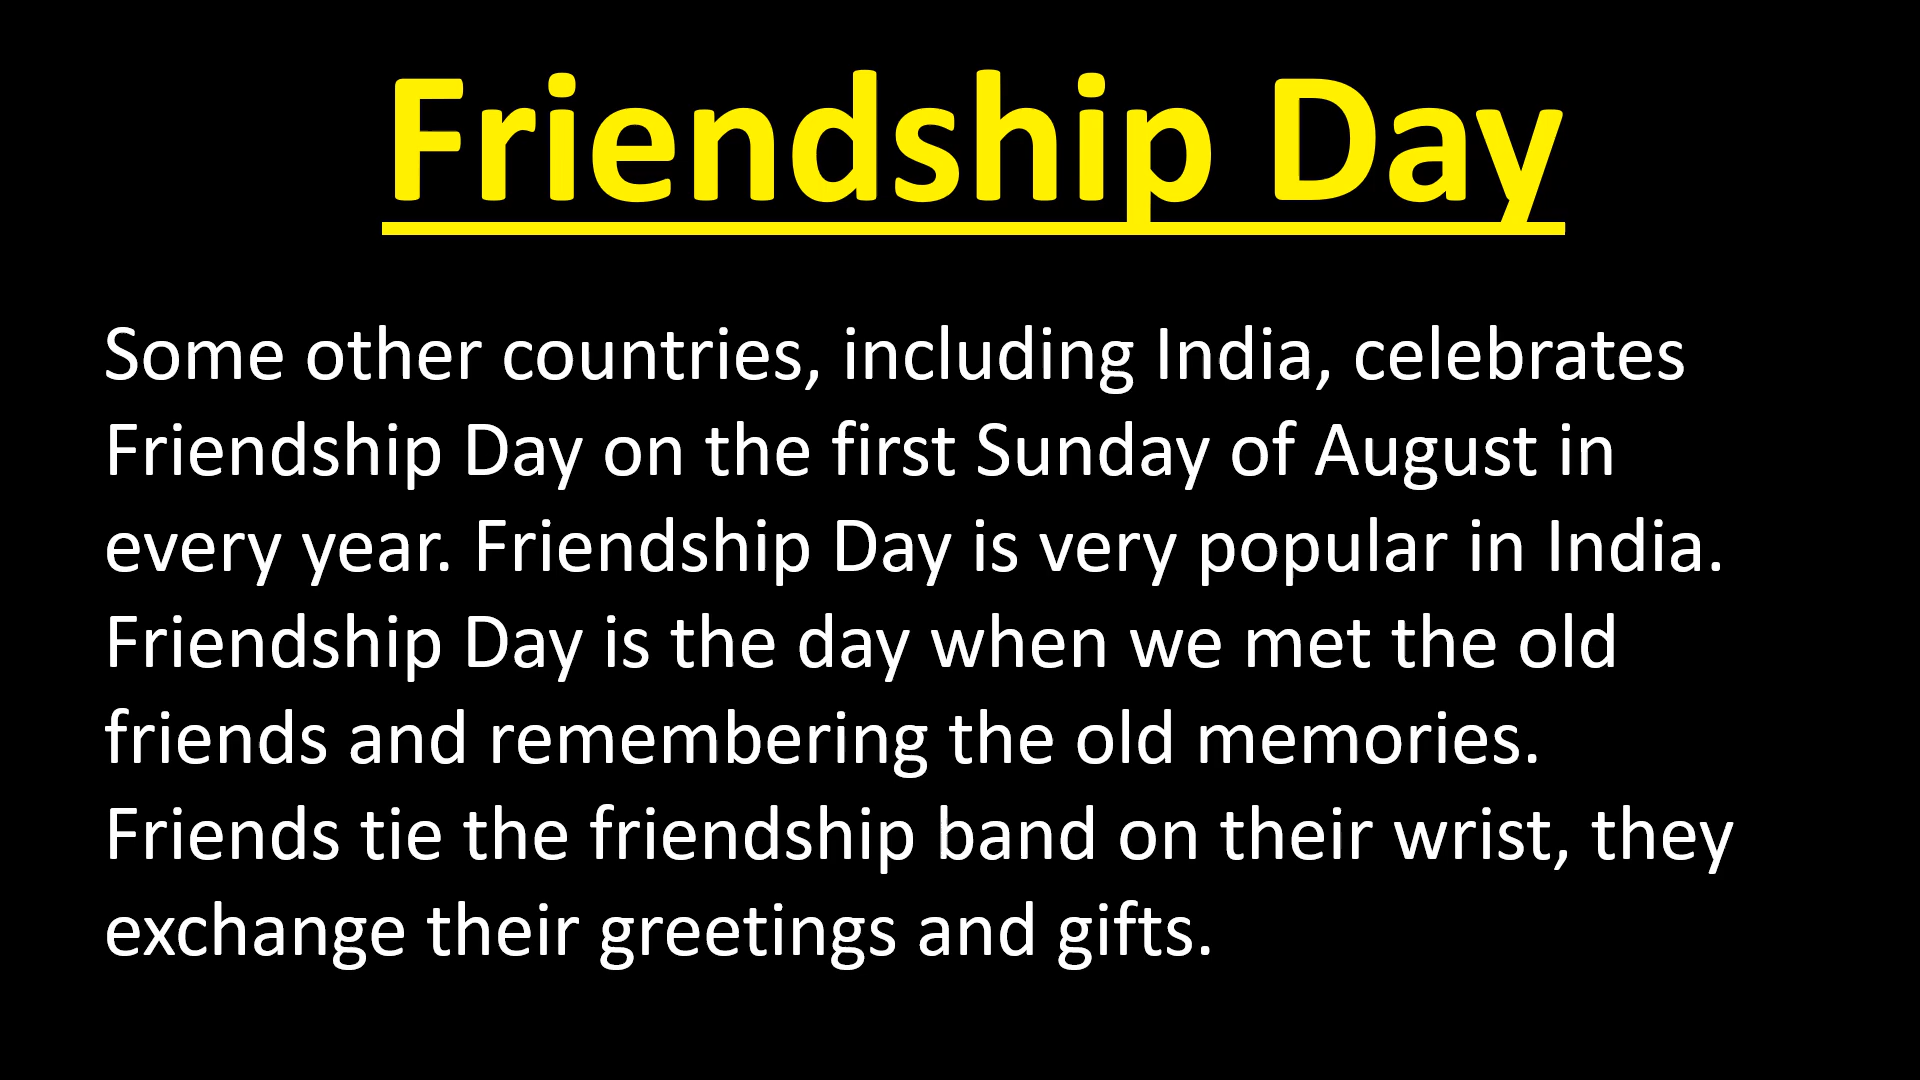 Friendship Day
Some other countries, including India, celebrates
Friendship Day on the first Sunday of August in
every year. Friendship Day is very popular in India.
Friendship Day is the day when we met the old
friends and remembering the old memories.
Friends tie the friendship band on their wrist, they
exchange their greetings and gifts.